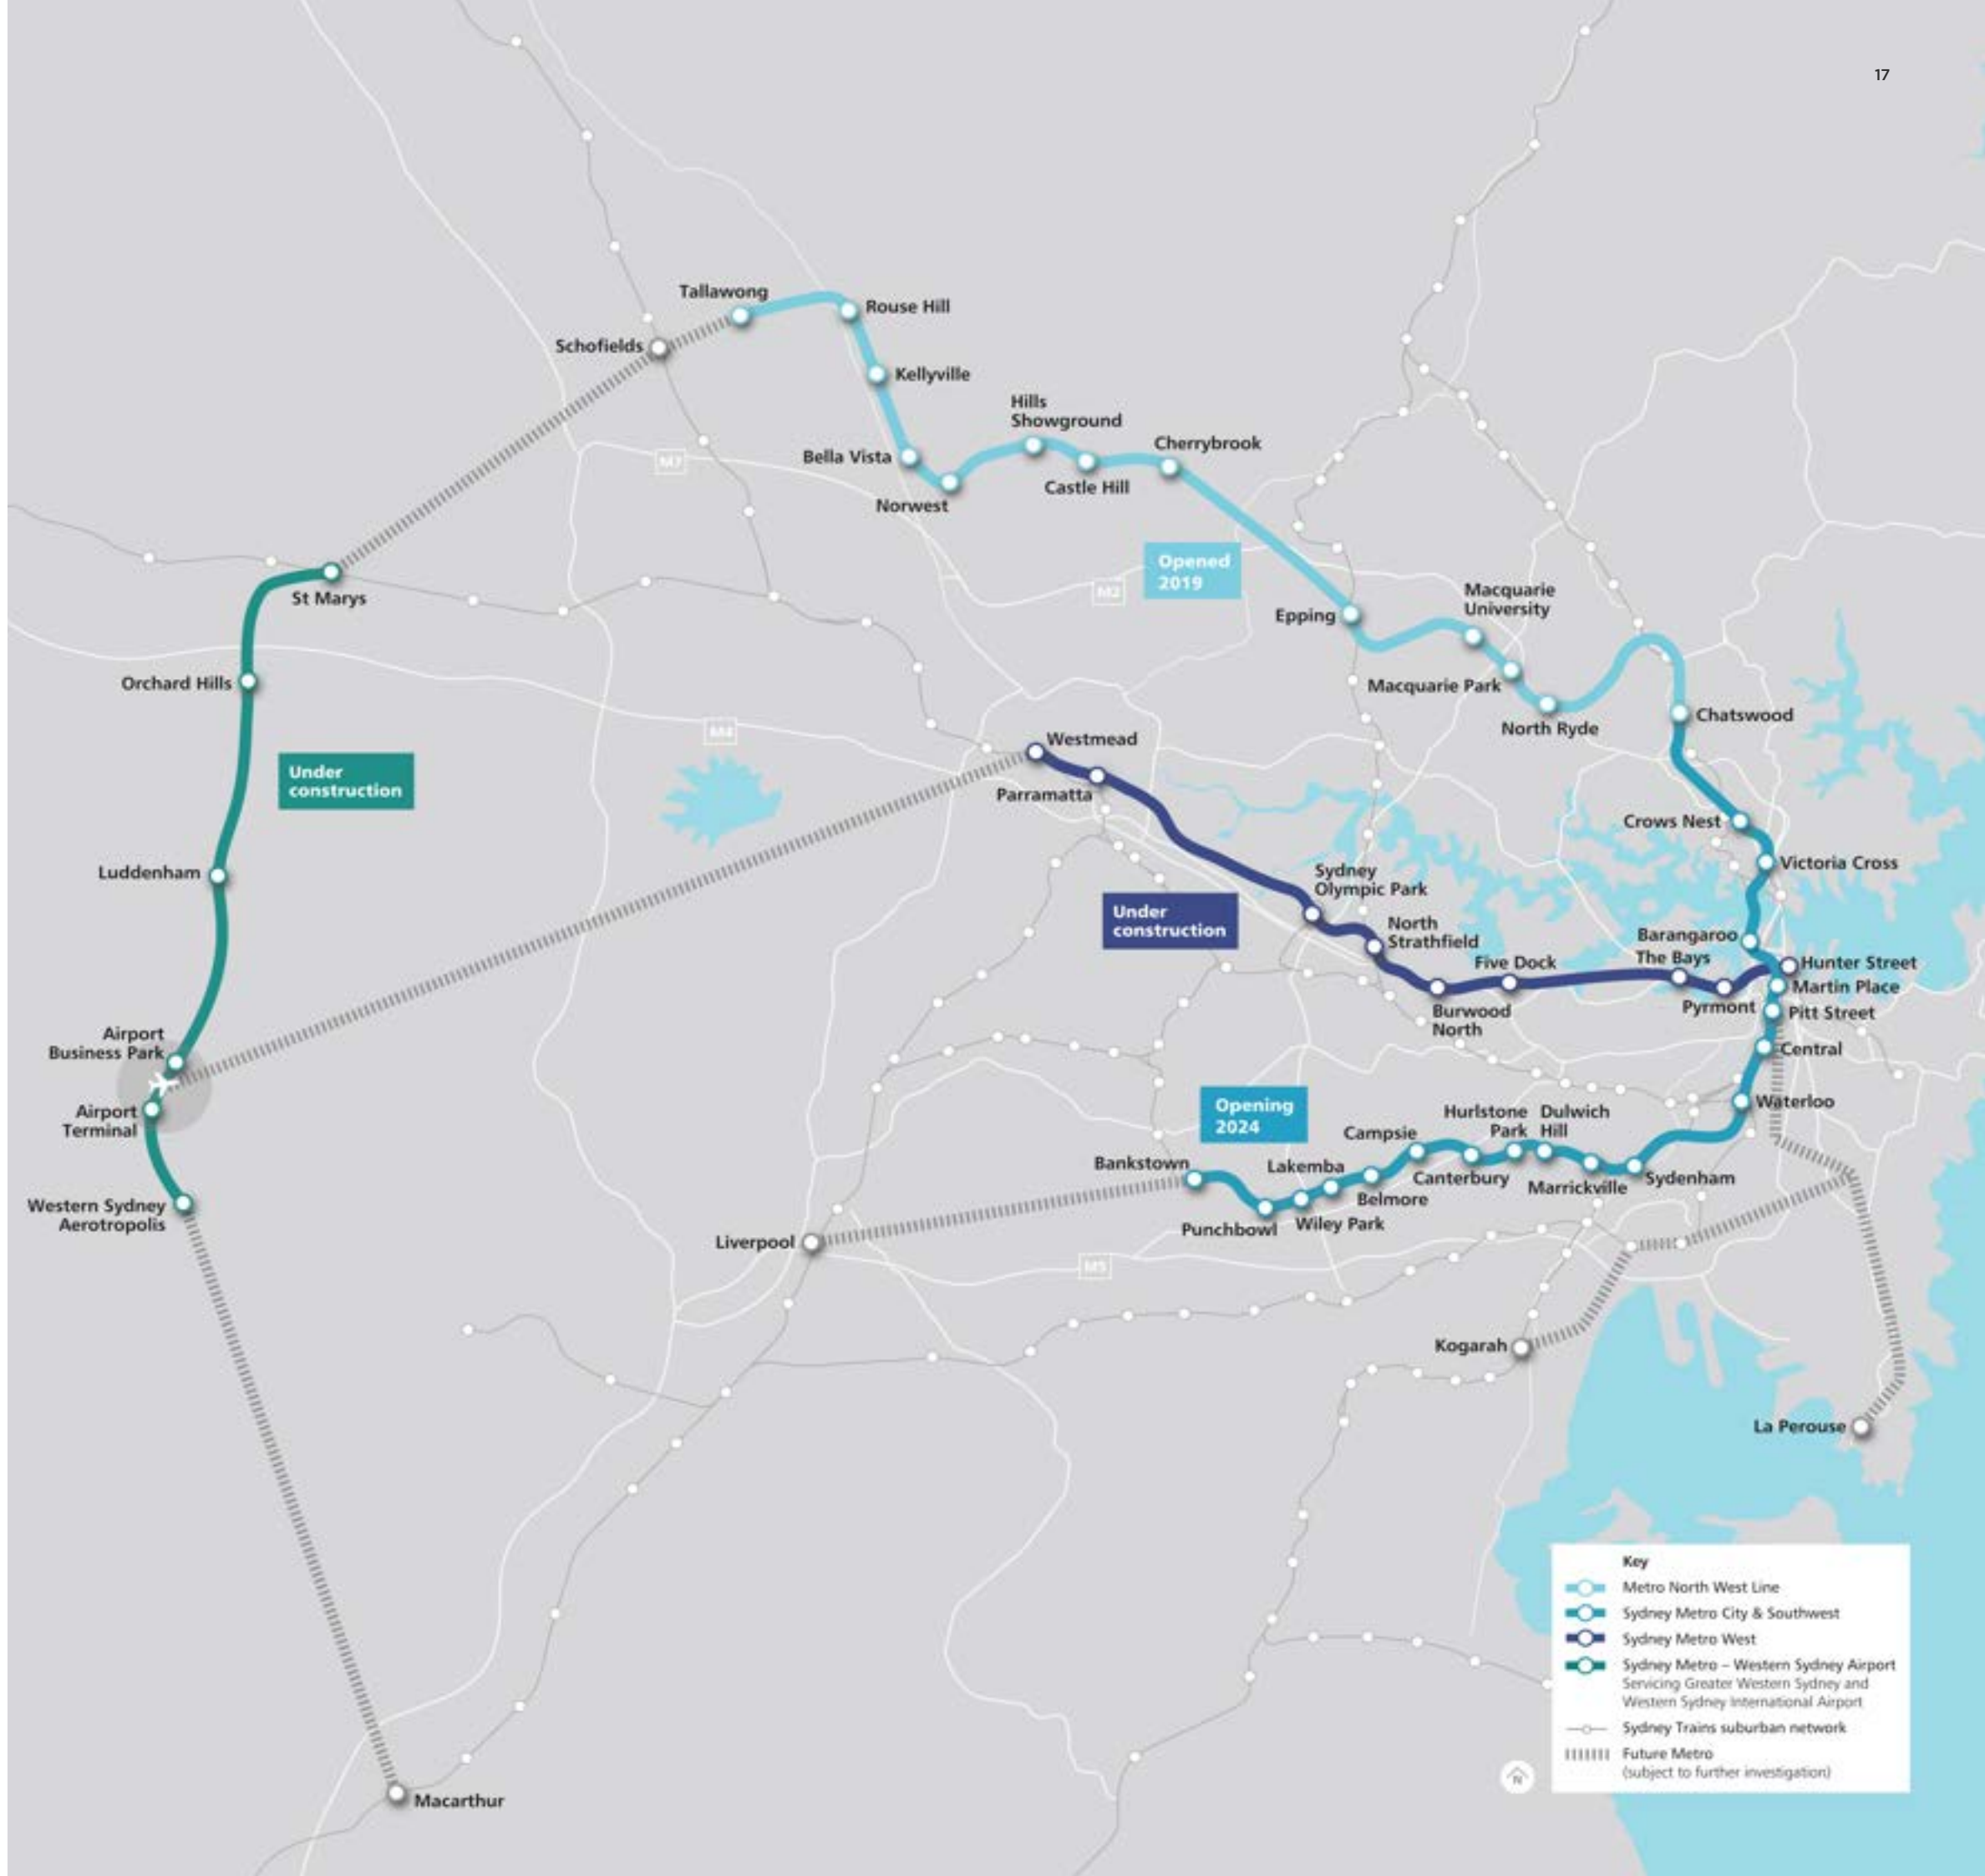 17
Tallawong
Rouse Hill
Schofields
Kellyville
Hills
Showground
Cherrybrook
Bella Vista
M7
Castle Hill
Norwest
Opened
2019
M2
St Marys
Macquarie
University
Epping
Orchard Hills
Macquarie Park
Chatswood
North Ryde
M4
Westmead
Under
construction
Parramatta
Crows Nest
Victoria Cross
Luddenham
Sydney
Olympic Park
Under
construction
North
Strathfield
Barangaroo
The Bays
Five Dock
Hunter Street
Martin Place
Pyrmont
Pitt Street
Burwood
North
Airport
Business Park
Central
Airport
Terminal
Opening
2024
Waterloo
Hurlstone
Park
Dulwich
Hill
Campsie
Bankstown
Lakemba
Canterbury
Sydenham
Marrickville
Belmore
Western Sydney
Aerotropolis
Punchbowl
Wiley Park
Liverpool
M5
Kogarah
La Perouse
Macarthur
Key
Metro North West Line
Sydney Metro City & Southwest
Sydney Metro West
Sydney Metro – Western Sydney Airport
Servicing Greater Western Sydney and
Western Sydney International Airport
Sydney Trains suburban network
Future Metro
(subject to further investigation)
N